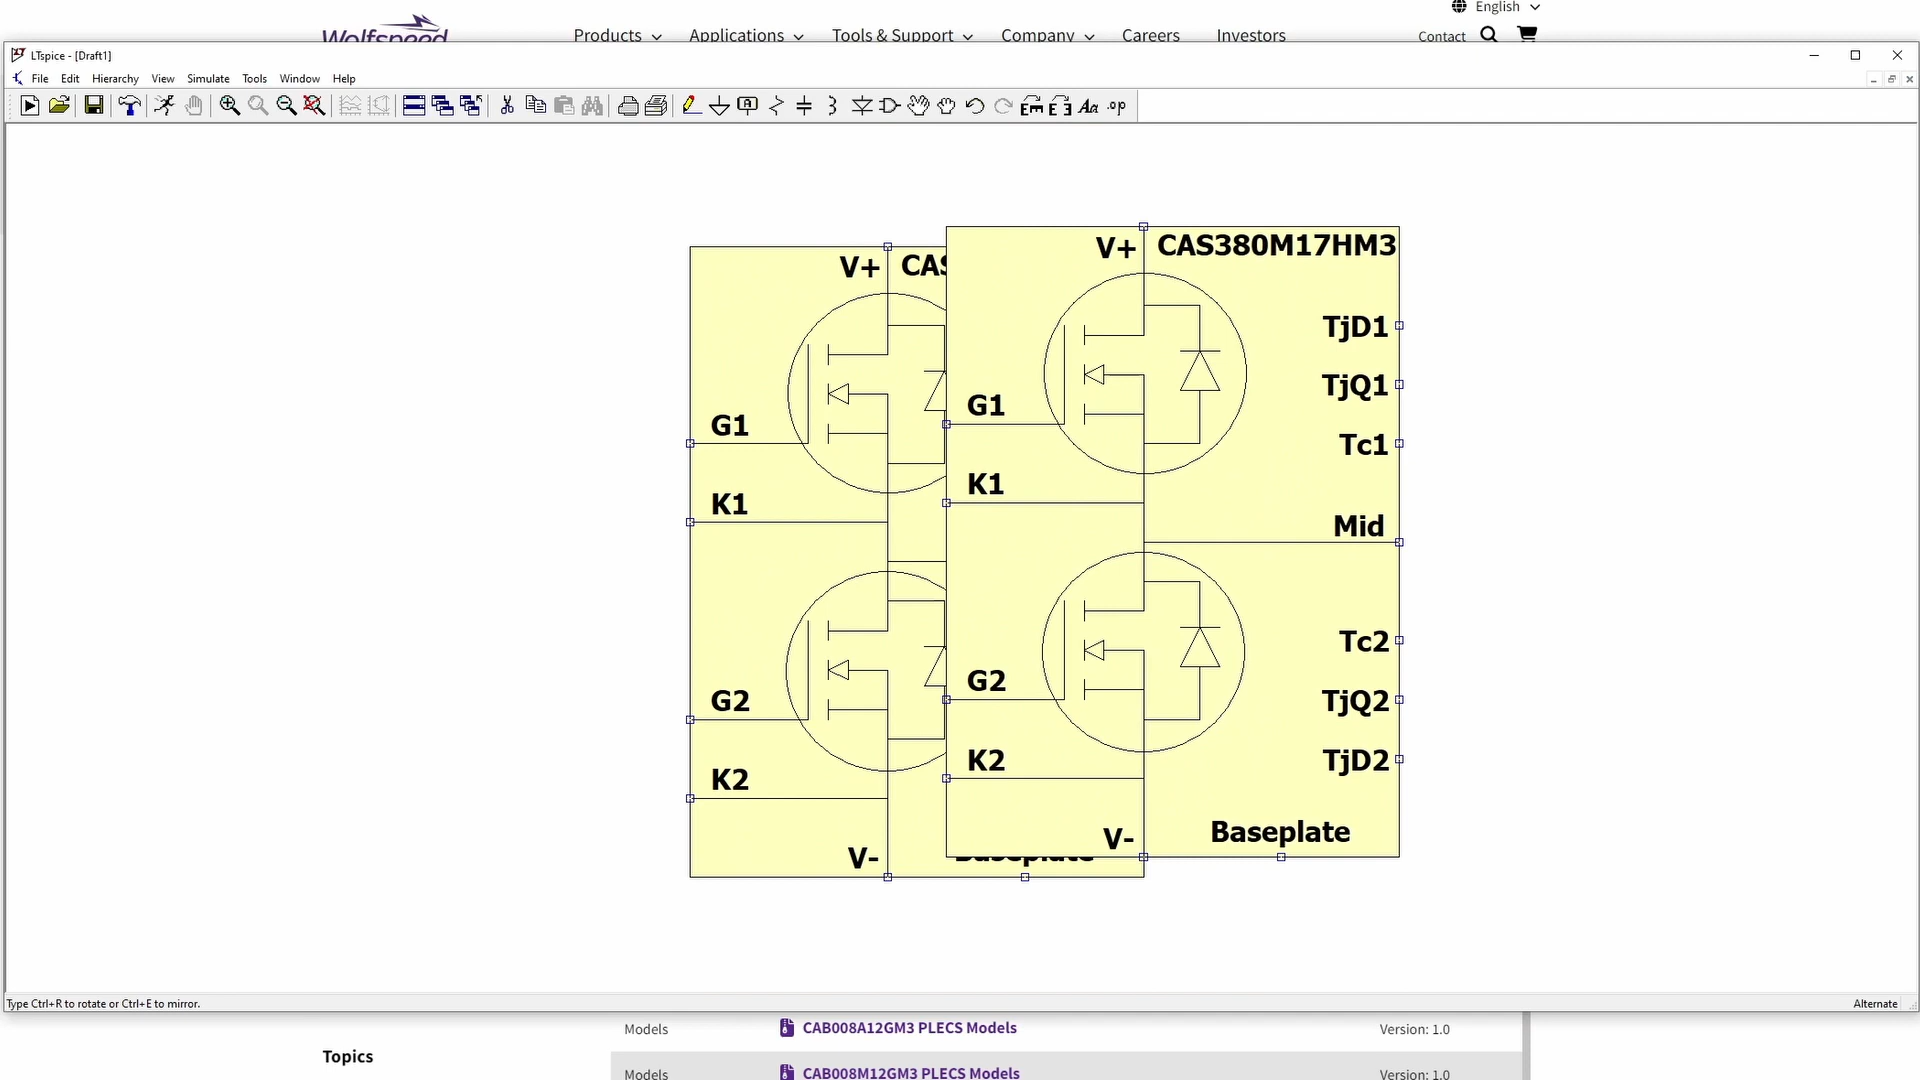 English
Wolfspeed
Products Applications Tools & Support Company Careers Investors Contact
LTspice - [Draft1]
File Edit Hierarchy View Simulate Tools Window Help
Aa .op
V+ CAS380M17HM3
V+ CAS
TjD1
TjQ1
G1
G1
Tc1
K1
K1
Mid
Tc2
G2
G2
TjQ2
K2
K2
TjD2
V-
Baseplate
V-
Baseplate
Type Ctrl+R to rotate or Ctrl+E to mirror.
Alternate
Models CAB008A12GM3 PLECS Models Version: 1.0
Topics
Models CAB008M12GM3 PLECS Models Version: 1.0